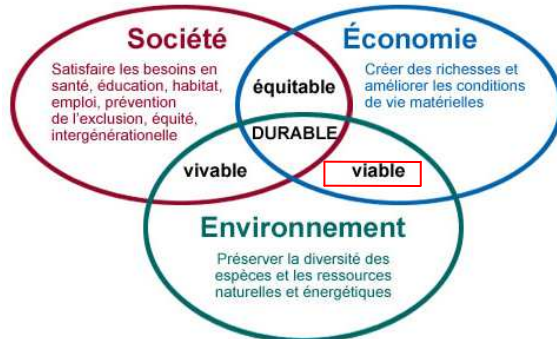 Société
Satisfaire les besoins en
santé, éducation, habitat,
emploi, prévention
de l'exclusion, équité,
intergénérationelle
équitable
Économie
Créer des richesses et
améliorer les conditions
de vie matérielles
DURABLE
vivable
viable
Environnement
Préserver la diversité des
espèces et les ressources
naturelles et énergétiques